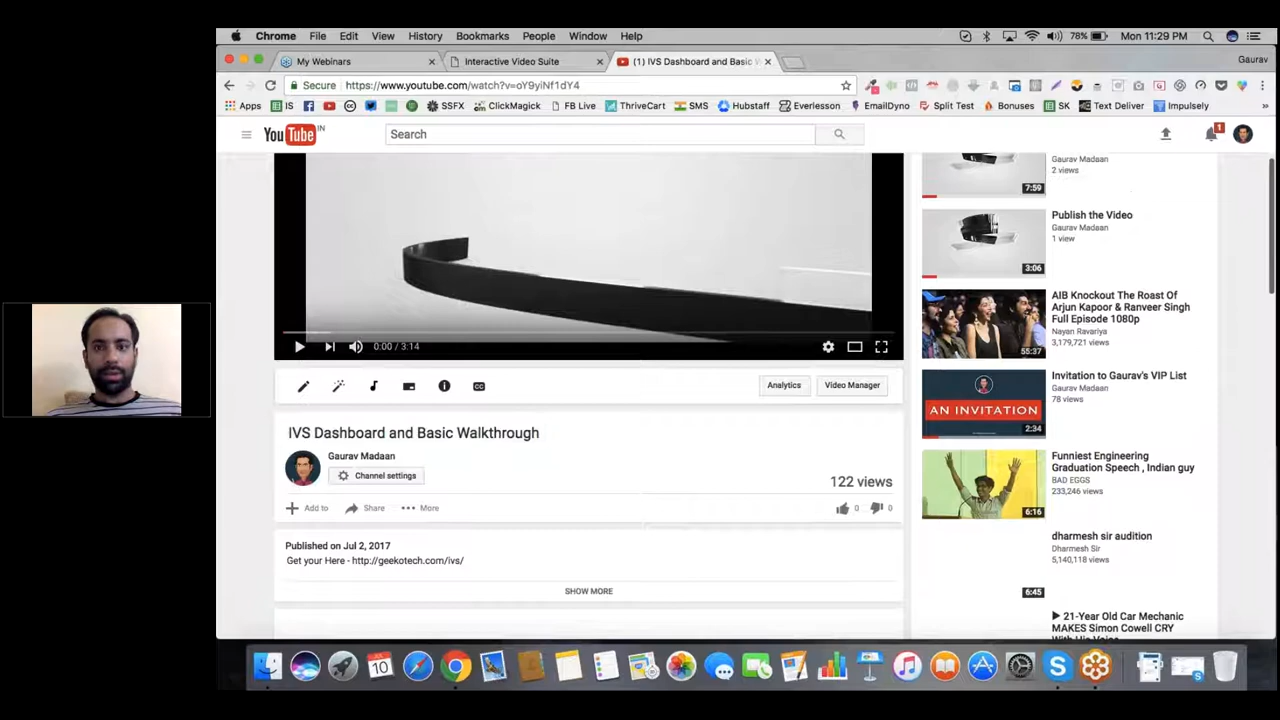 Chrome File Edit View History Bookmarks People Window Help 78% Mon 11:29 PM
My Webinars Interactive Video Suite (1) IVS Dashboard and Basic W Gaurav
Secure https://www.youtube.com/watch?v=oY9yiNf1dY4
Apps IS SSFX ClickMagick FB Live ThriveCart SMS Hubstaff Everlesson EmailDyno Split Test Bonuses SK Text Deliver Impulsely »
YouTube IN Search 1
Gaurav Madaan
2 views
7:59
Publish the Video
Gaurav Madaan
1 view
3:06
AIB Knockout The Roast Of
Arjun Kapoor & Ranveer Singh
Full Episode 1080p
Nayan Ravariya
3,179,721 views
55:37
0:00 / 3:14
Invitation to Gaurav's VIP List
Gaurav Madaan
78 views
AN INVITATION
2:34
CC
Analytics Video Manager
IVS Dashboard and Basic Walkthrough
Gaurav Madaan
Channel settings
122 views
Add to Share More 0 0
Funniest Engineering
Graduation Speech , Indian guy
BAD EGGS
233,246 views
6:16
Published on Jul 2, 2017
Get your Here - http://geekotech.com/ivs/
SHOW MORE
dharmesh sir audition
Dharmesh Sir
5,140,118 views
6:45
21-Year Old Car Mechanic
MAKES Simon Cowell CRY
With His Voice
10